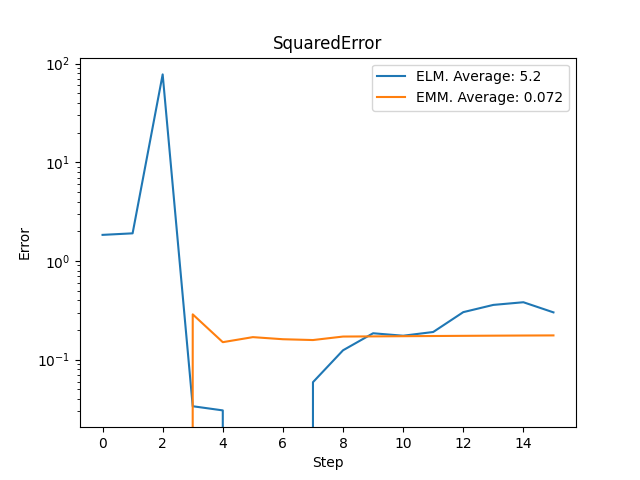 SquaredError
ELM. Average: 5.2
EMM. Average: 0.072
Error
10²
10¹
10⁰
10⁻¹
0 2 4 6 8 10 12 14
Step